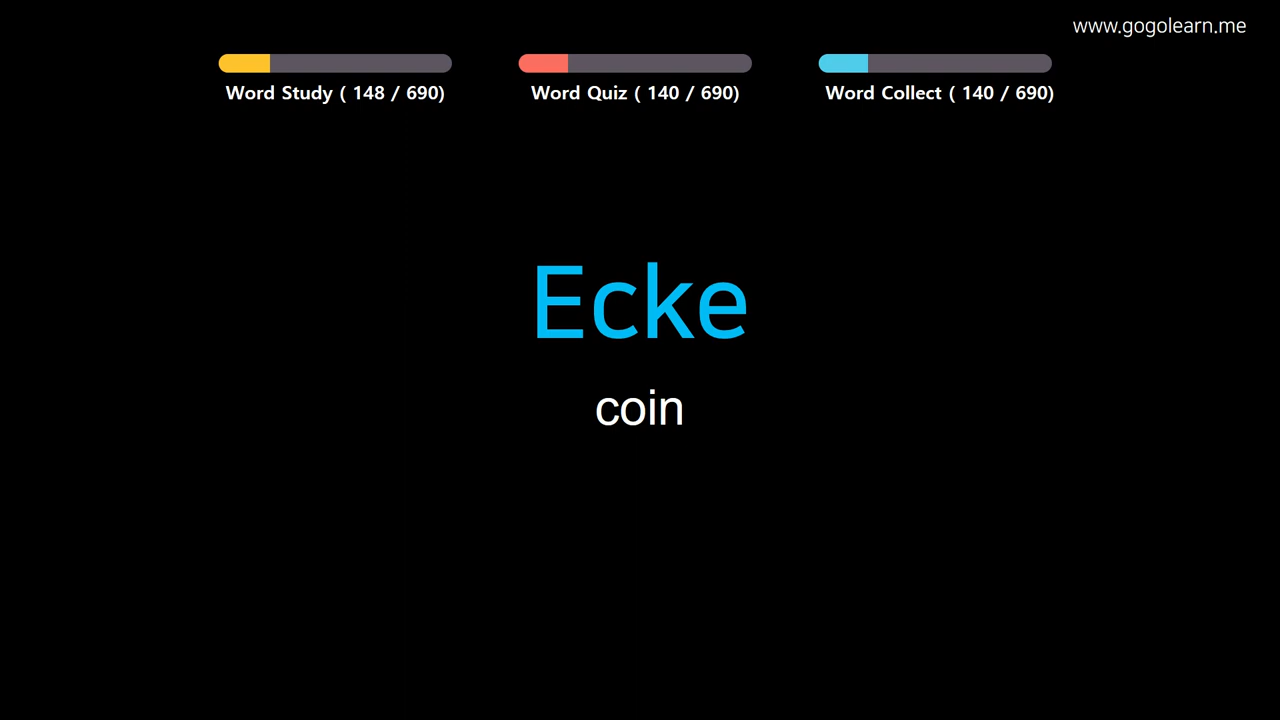 www.gogolearn.me
Word Study ( 148 / 690)
Word Quiz ( 140 / 690)
Word Collect ( 140 / 690)
Ecke
coin